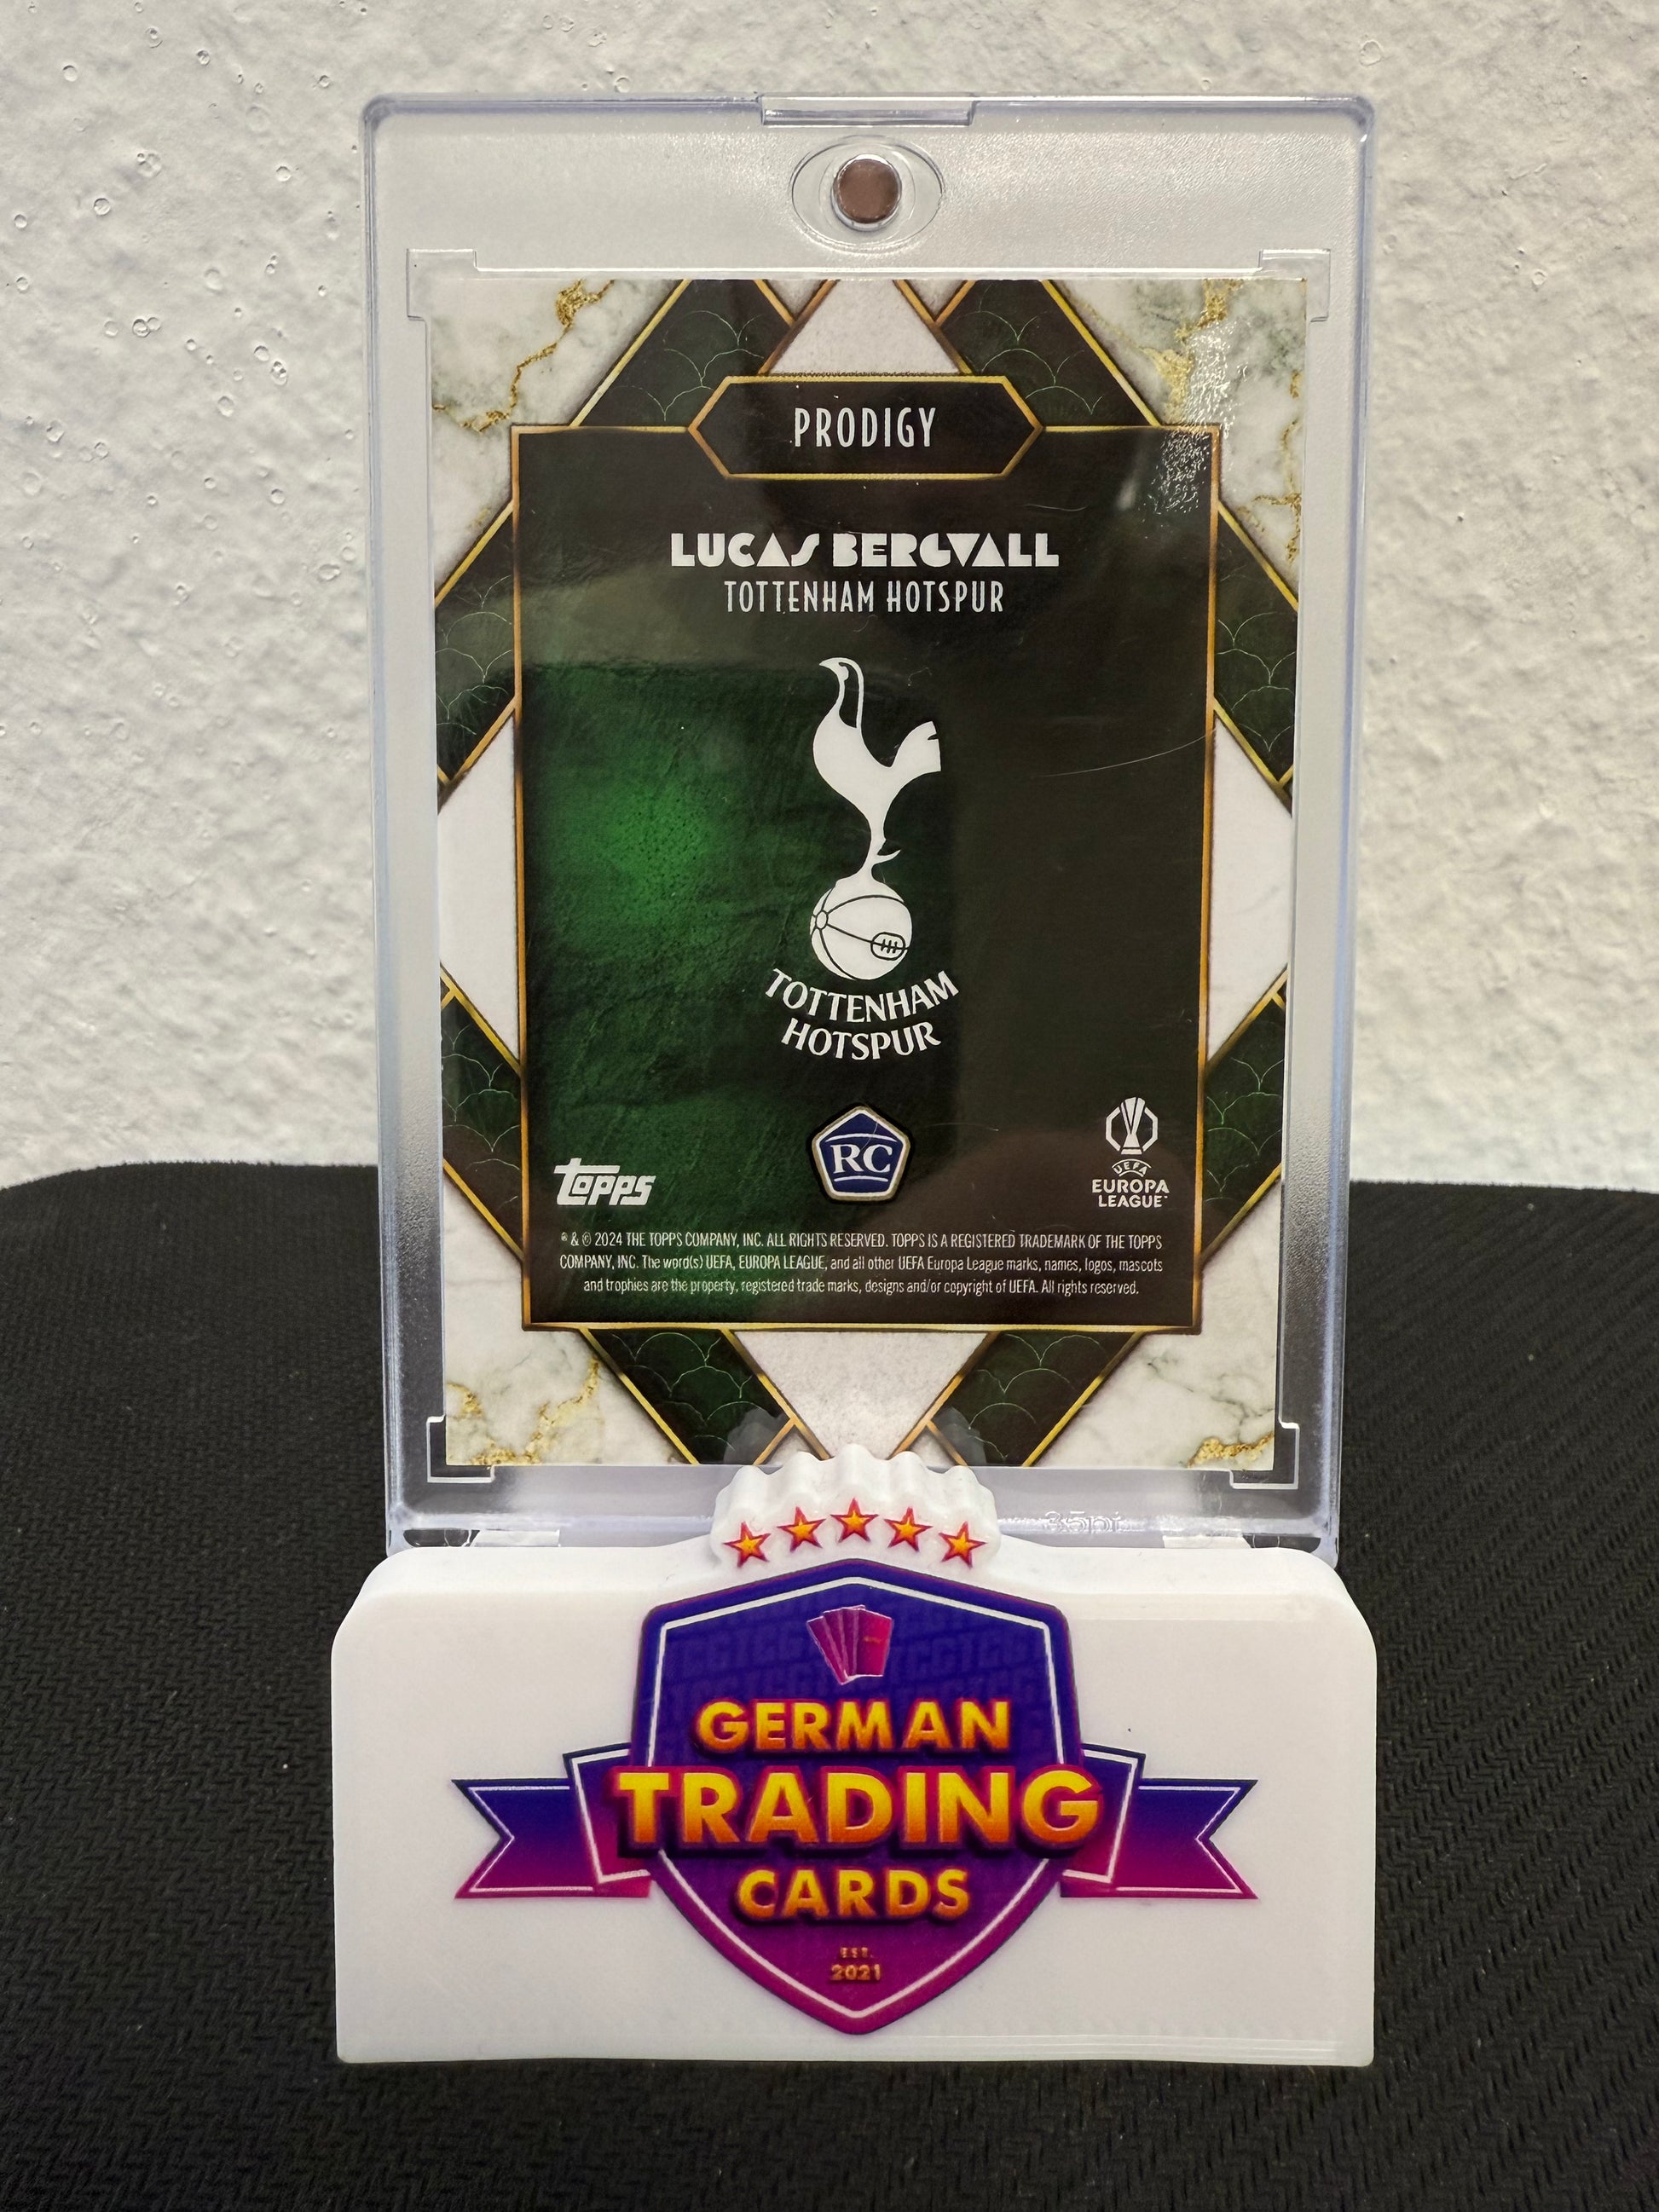 PRODIGY
LUCAS BERGVALL
TOTTENHAM HOTSPUR
TOTTENHAM
HOTSPUR
RC
topps
UEFA
EUROPA
LEAGUE™
® & © 2024 THE TOPPS COMPANY, INC. ALL RIGHTS RESERVED. TOPPS IS A REGISTERED TRADEMARK OF THE TOPPS
COMPANY, INC. The word(s) UEFA, EUROPA LEAGUE, and all other UEFA Europa League marks, names, logos, mascots
and trophies are the property, registered trade marks, designs and/or copyright of UEFA. All rights reserved.
35pt
GERMAN
TRADING
CARDS
EST.
2021